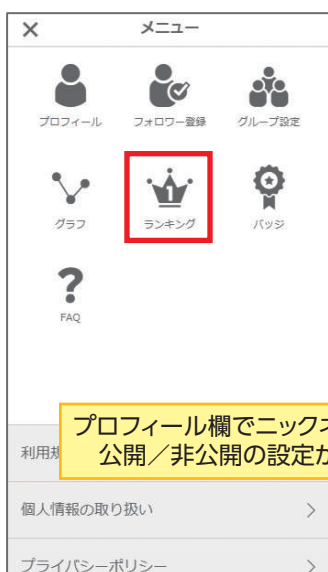 メニュー
プロフィール
フォロワー登録
グループ設定
グラフ
1
ランキング
バッジ
?
FAQ
プロフィール欄でニックネ
公開／非公開の設定が
利用規
個人情報の取り扱い
プライバシーポリシー